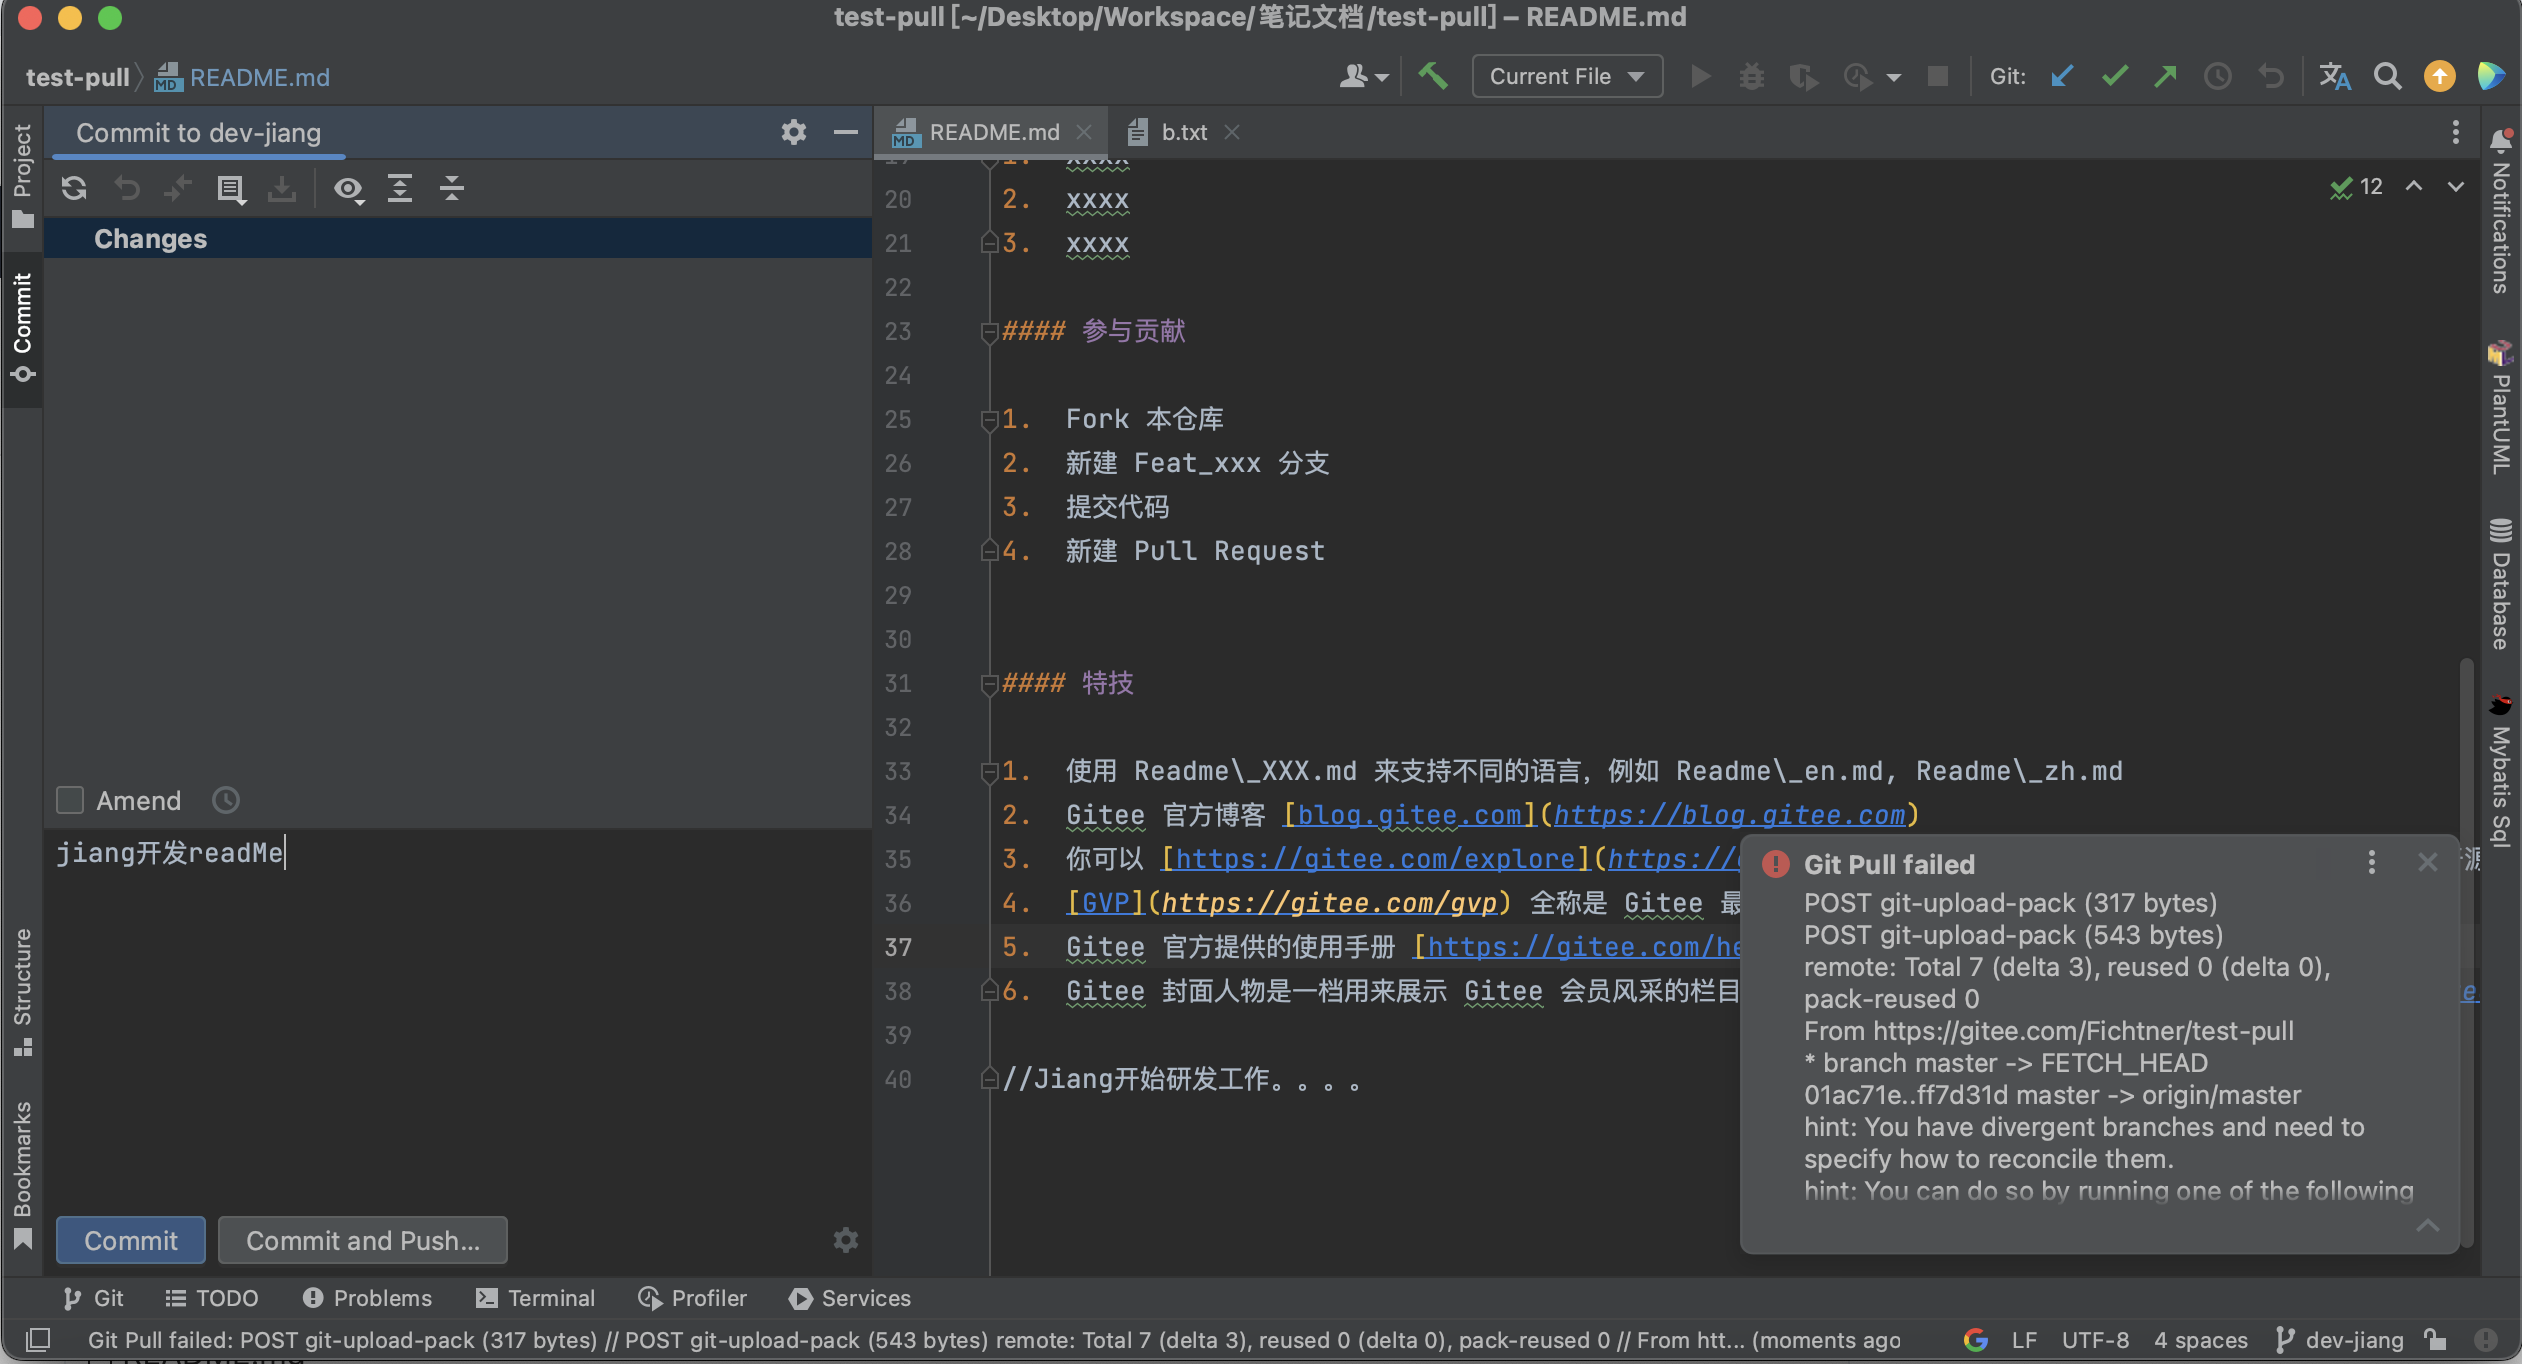 test-pull [~/Desktop/Workspace/笔记文档/test-pull] – README.md
test-pull README.md
Current File
Git:
Commit to dev-jiang
README.md
b.txt
Project
Commit
Structure
Bookmarks
Changes
Amend
jiang开发readMe
Commit
Commit and Push...
12
20 2. xxxx
21 3. xxxx
22
23 #### 参与贡献
24
25 1. Fork 本仓库
26 2. 新建 Feat_xxx 分支
27 3. 提交代码
28 4. 新建 Pull Request
29
30
31 #### 特技
32
33 1. 使用 Readme\_XXX.md 来支持不同的语言，例如 Readme\_en.md, Readme\_zh.md
34 2. Gitee 官方博客 [blog.gitee.com](https://blog.gitee.com)
35 3. 你可以 [https://gitee.com/explore](https://
36 4. [GVP](https://gitee.com/gvp) 全称是 Gitee 最
37 5. Gitee 官方提供的使用手册 [https://gitee.com/he
38 6. Gitee 封面人物是一档用来展示 Gitee 会员风采的栏目
39
40 //Jiang开始研发工作。。。。
Git Pull failed
POST git-upload-pack (317 bytes)
POST git-upload-pack (543 bytes)
remote: Total 7 (delta 3), reused 0 (delta 0),
pack-reused 0
From https://gitee.com/Fichtner/test-pull
* branch master -> FETCH_HEAD
01ac71e..ff7d31d master -> origin/master
hint: You have divergent branches and need to
specify how to reconcile them.
hint: You can do so by running one of the following
Notifications
PlantUML
Database
Mybatis Sql
Git
TODO
Problems
Terminal
Profiler
Services
Git Pull failed: POST git-upload-pack (317 bytes) // POST git-upload-pack (543 bytes) remote: Total 7 (delta 3), reused 0 (delta 0), pack-reused 0 // From htt... (moments ago
LF
UTF-8
4 spaces
dev-jiang